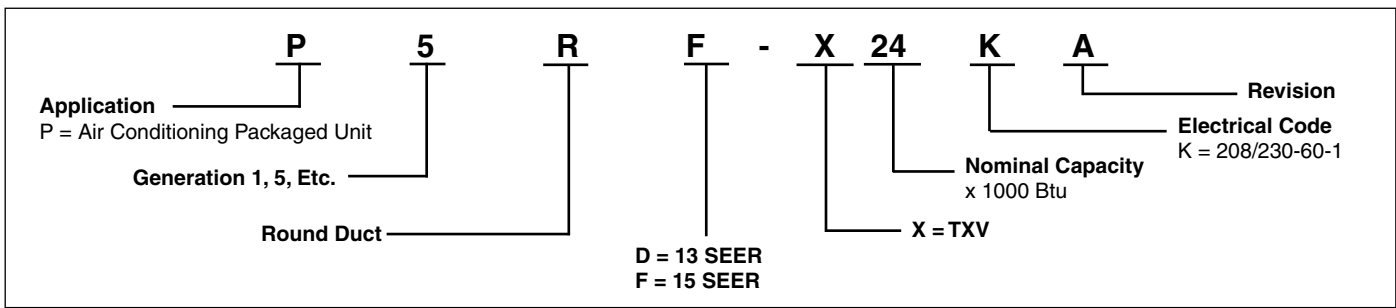 P 5 R F - X 24 K A
Application
P = Air Conditioning Packaged Unit
Generation 1, 5, Etc.
Round Duct
D = 13 SEER
F = 15 SEER
X = TXV
Nominal Capacity
x 1000 Btu
Electrical Code
K = 208/230-60-1
Revision